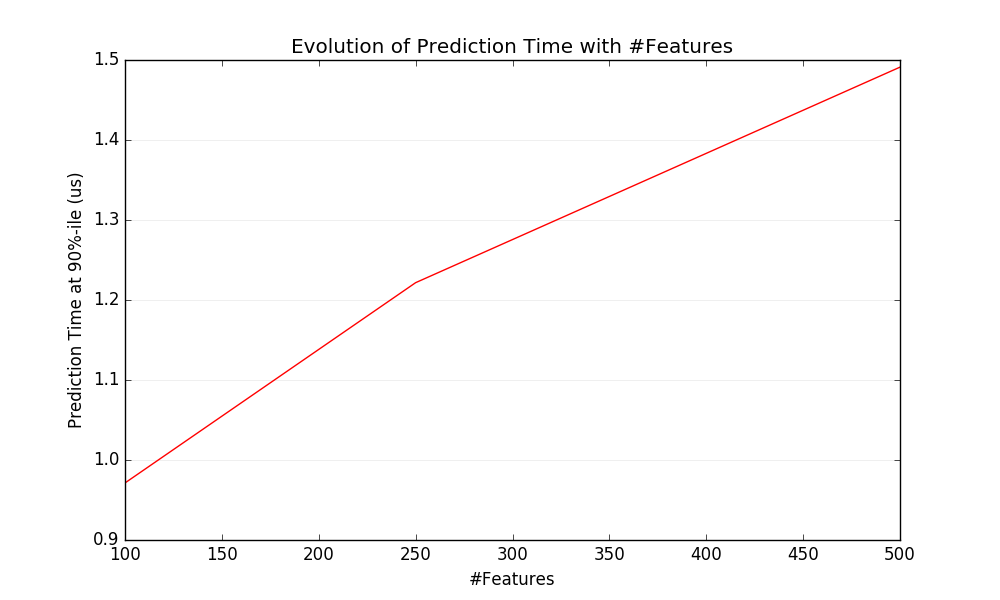 Evolution of Prediction Time with #Features
Prediction Time at 90%-ile (us)
1.5
1.4
1.3
1.2
1.1
1.0
0.9
100 150 200 250 300 350 400 450 500
#Features